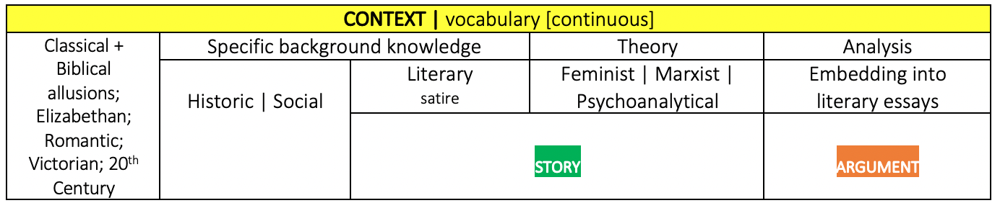 CONTEXT | vocabulary [continuous]
Classical +
Biblical
allusions;
Elizabethan;
Romantic;
Victorian; 20th
Century
Specific background knowledge
Theory
Analysis
Historic | Social
Literary
satire
Feminist | Marxist |
Psychoanalytical
Embedding into
literary essays
STORY
ARGUMENT